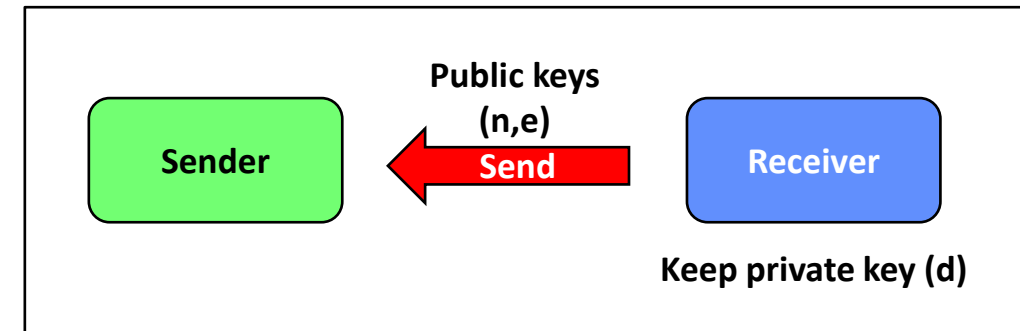 Public keys
(n,e)
Sender
Send
Receiver
Keep private key (d)